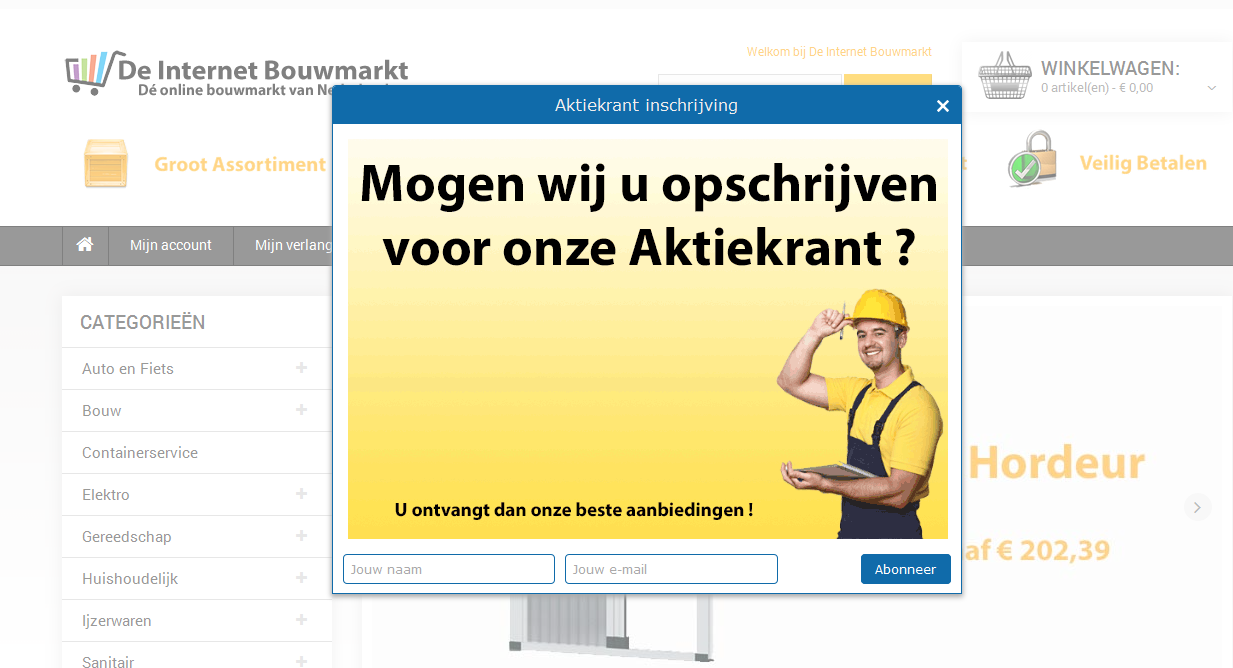 Welkom bij De Internet Bouwmarkt
De Internet Bouwmarkt
Dé online bouwmarkt van
WINKELWAGEN:
0 artikel(en) - € 0,00
Aktiekrant inschrijving
Groot Assortiment
Veilig Betalen
Mogen wij u opschrijven
voor onze Aktiekrant ?
Mijn account
Mijn verlang
CATEGORIEËN
Auto en Fiets
Bouw
Containerservice
Elektro
Gereedschap
Huishoudelijk
Ijzerwaren
Sanitair
Hordeur
af € 202,39
U ontvangt dan onze beste aanbiedingen !
Jouw naam
Jouw e-mail
Abonneer